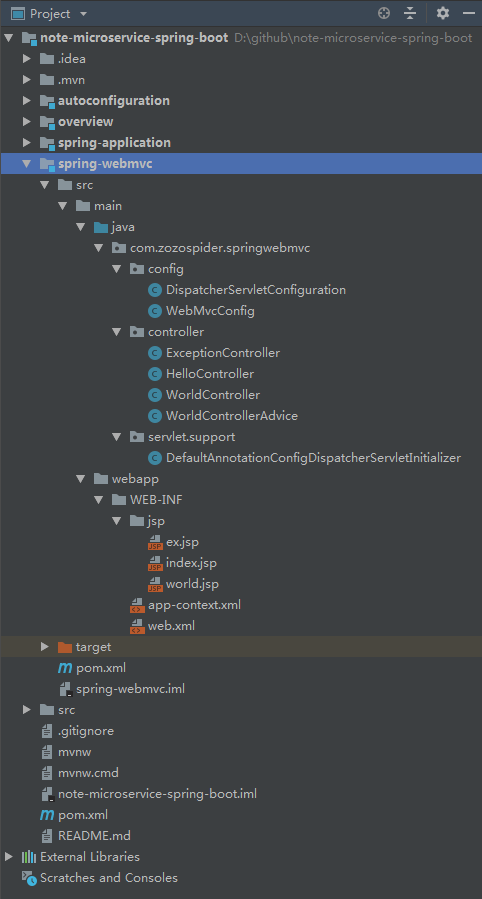 Project
note-microservice-spring-boot D:\github\note-microservice-spring-boot
.idea
.mvn
autoconfiguration
overview
spring-application
spring-webmvc
src
main
java
com.zozospider.springwebmvc
config
DispatcherServletConfiguration
WebMvcConfig
controller
ExceptionController
HelloController
WorldController
WorldControllerAdvice
servlet.support
DefaultAnnotationConfigDispatcherServletInitializer
webapp
WEB-INF
jsp
ex.jsp
index.jsp
world.jsp
app-context.xml
web.xml
target
pom.xml
spring-webmvc.iml
src
.gitignore
mvnw
mvnw.cmd
note-microservice-spring-boot.iml
pom.xml
README.md
External Libraries
Scratches and Consoles